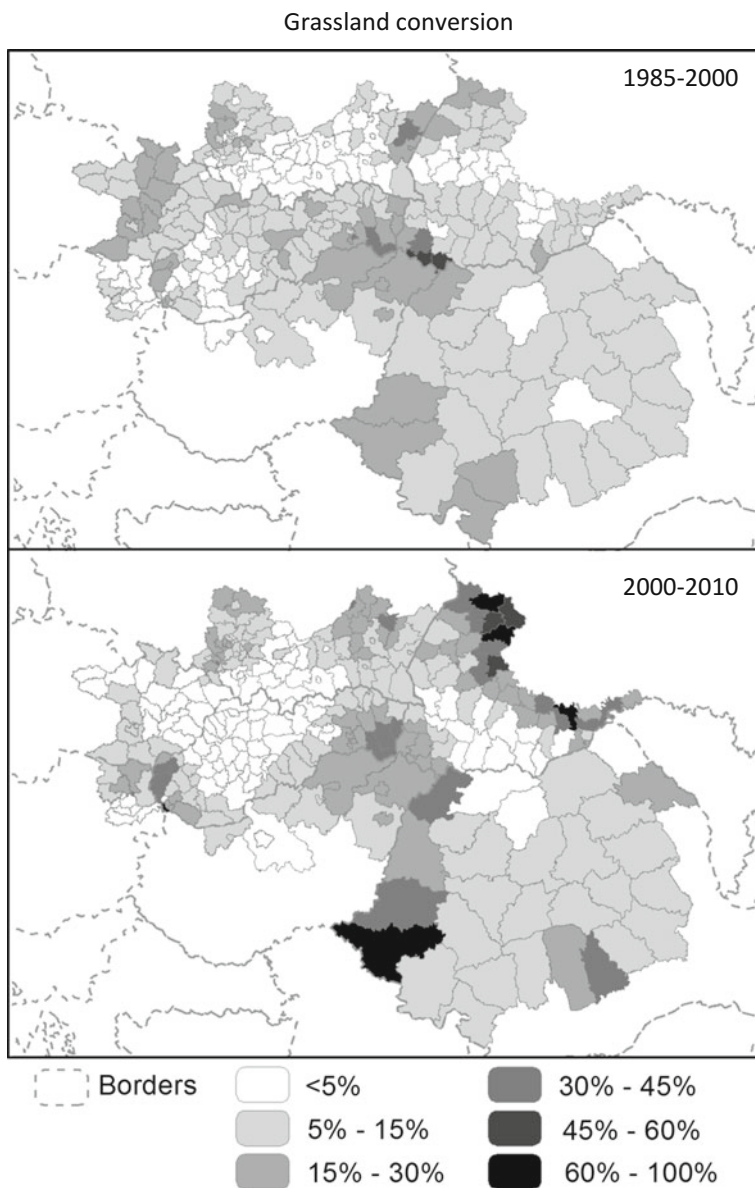 Grassland conversion
1985-2000
2000-2010
Borders
<5%
30% - 45%
5% - 15%
45% - 60%
15% - 30%
60% - 100%